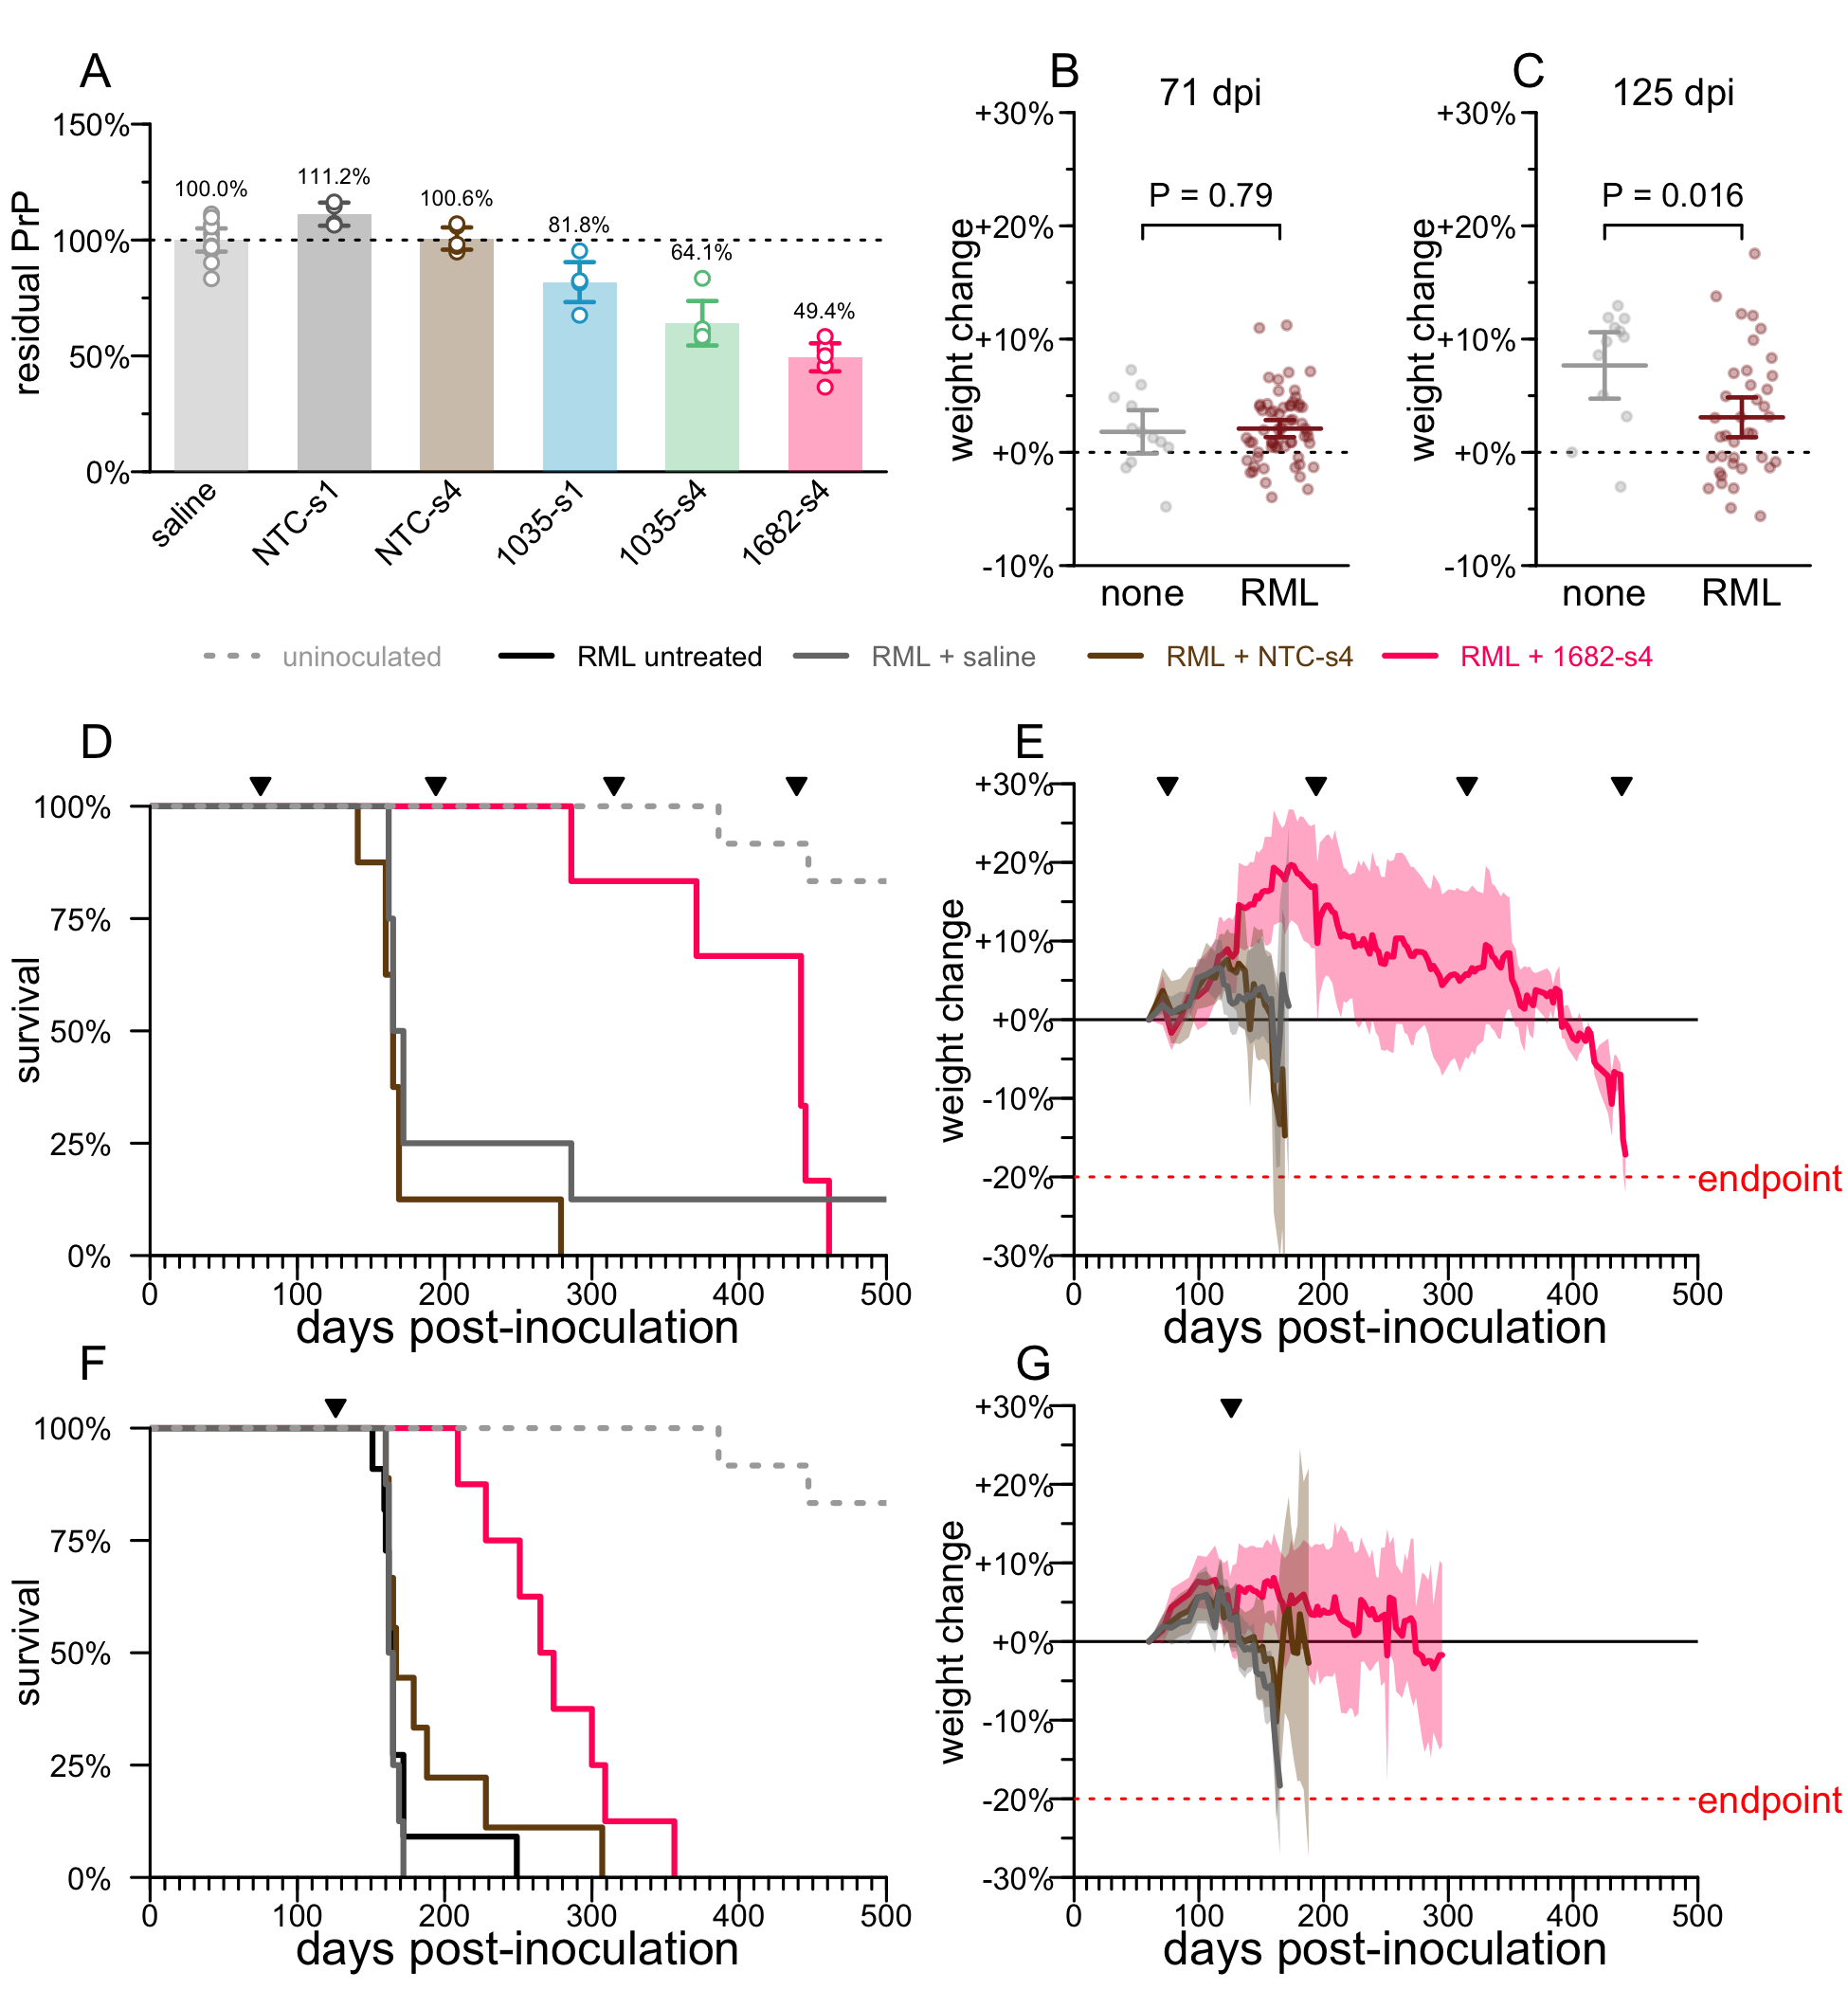 A
150%
100%
50%
0%
residual PrP
100.0%
111.2%
100.6%
81.8%
64.1%
49.4%
saline
NTC-s1
NTC-s4
1035-s1
1035-s4
1682-s4
B
71 dpi
+30%
+20%
+10%
+0%
-10%
weight change
P = 0.79
none
RML
C
125 dpi
+30%
+20%
+10%
+0%
-10%
weight change
P = 0.016
none
RML
uninoculated
RML untreated
RML + saline
RML + NTC-s4
RML + 1682-s4
D
100%
75%
50%
25%
0%
survival
0
100
200
300
400
500
days post-inoculation
E
+30%
+20%
+10%
+0%
-10%
-20%
-30%
weight change
endpoint
0
100
200
300
400
500
days post-inoculation
F
100%
75%
50%
25%
0%
survival
0
100
200
300
400
500
days post-inoculation
G
+30%
+20%
+10%
+0%
-10%
-20%
-30%
weight change
endpoint
0
100
200
300
400
500
days post-inoculation